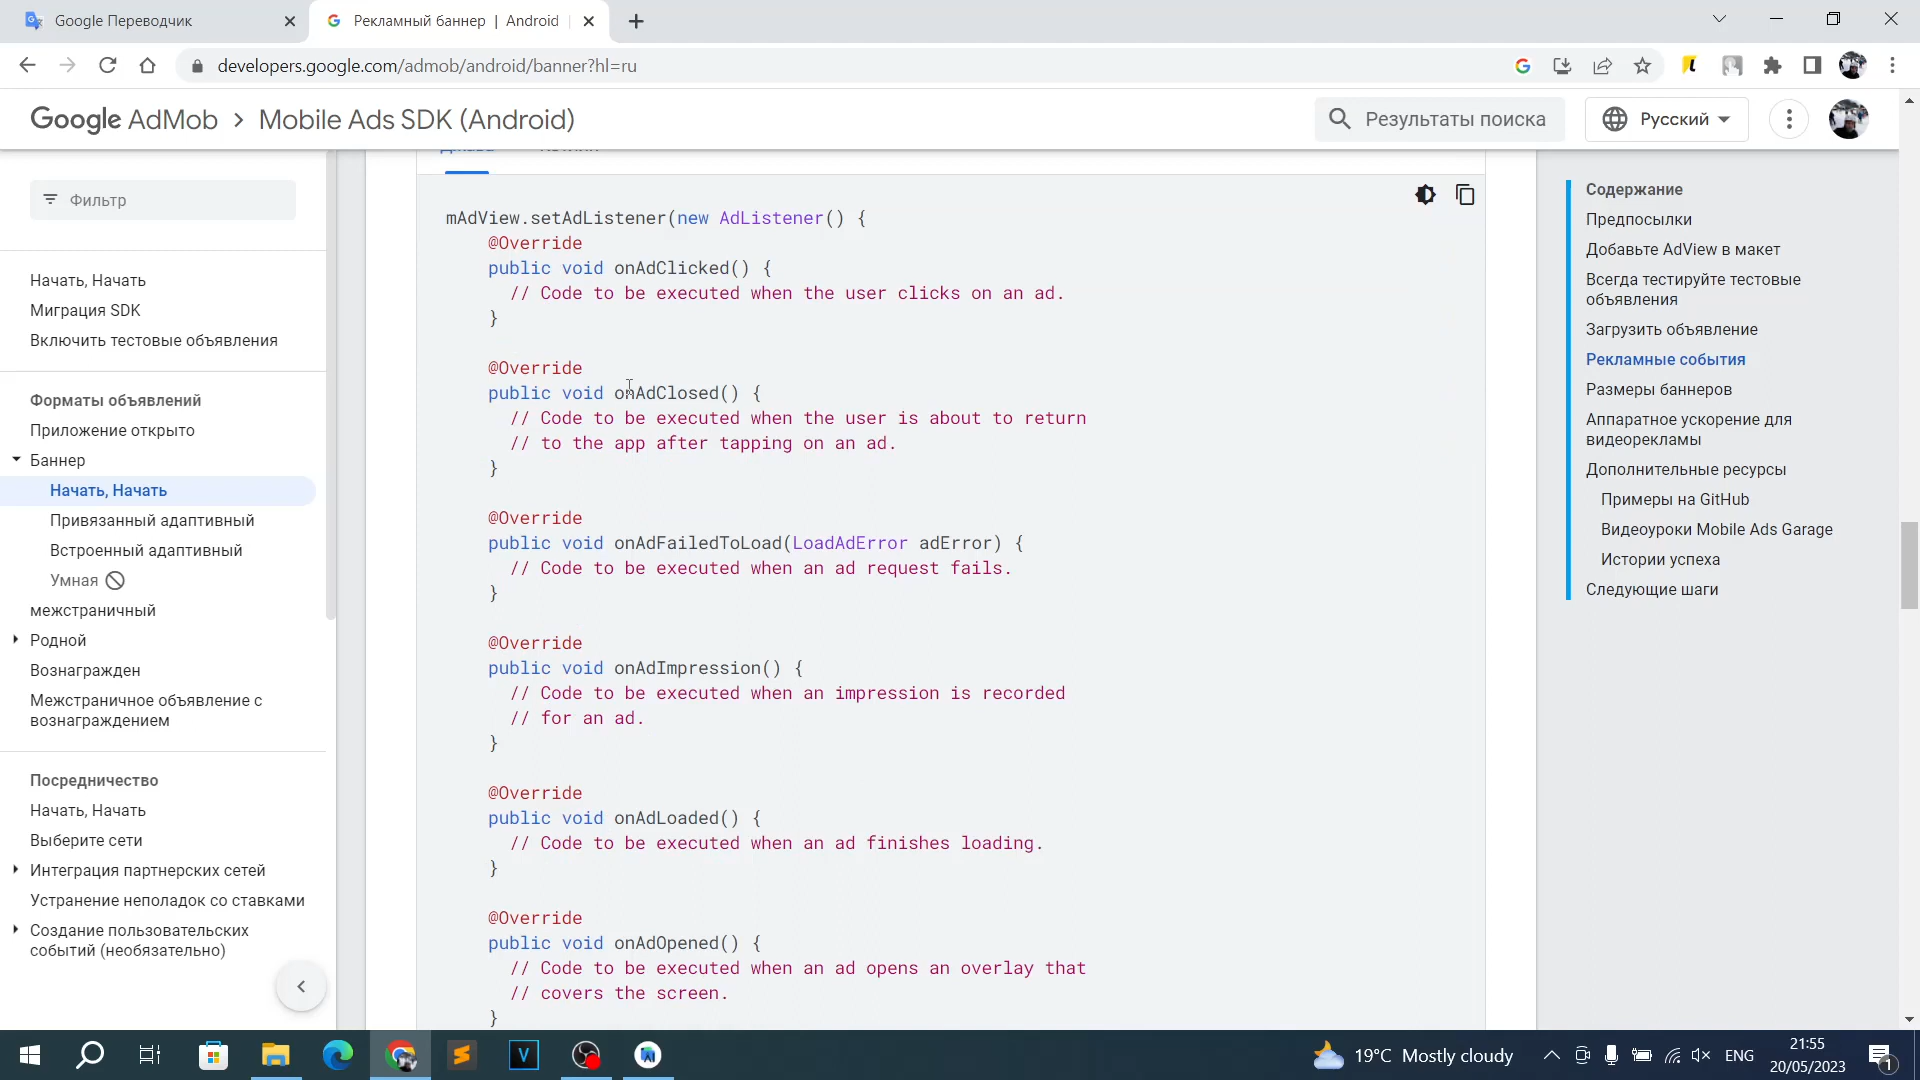 Google Переводчик
Рекламный баннер | Android
developers.google.com/admob/android/banner?hl=ru
Google AdMob > Mobile Ads SDK (Android)
Результаты поиска
Русский
Фильтр
Начать, Начать
Миграция SDK
Включить тестовые объявления
Форматы объявлений
Приложение открыто
Баннер
Начать, Начать
Привязанный адаптивный
Встроенный адаптивный
Умная
межстраничный
Родной
Вознагражден
Межстраничное объявление с
вознаграждением
Посредничество
Начать, Начать
Выберите сети
Интеграция партнерских сетей
Устранение неполадок со ставками
Создание пользовательских
событий (необязательно)
mAdView.setAdListener(new AdListener() {
@Override
public void onAdClicked() {
// Code to be executed when the user clicks on an ad.
}
@Override
public void onAdClosed() {
// Code to be executed when the user is about to return
// to the app after tapping on an ad.
}
@Override
public void onAdFailedToLoad(LoadAdError adError) {
// Code to be executed when an ad request fails.
}
@Override
public void onAdImpression() {
// Code to be executed when an impression is recorded
// for an ad.
}
@Override
public void onAdLoaded() {
// Code to be executed when an ad finishes loading.
}
@Override
public void onAdOpened() {
// Code to be executed when an ad opens an overlay that
// covers the screen.
}
Содержание
Предпосылки
Добавьте AdView в макет
Всегда тестируйте тестовые
объявления
Загрузить объявление
Рекламные события
Размеры баннеров
Аппаратное ускорение для
видеорекламы
Дополнительные ресурсы
Примеры на GitHub
Видеоуроки Mobile Ads Garage
Истории успеха
Следующие шаги
19°C Mostly cloudy
ENG
21:55
20/05/2023
1